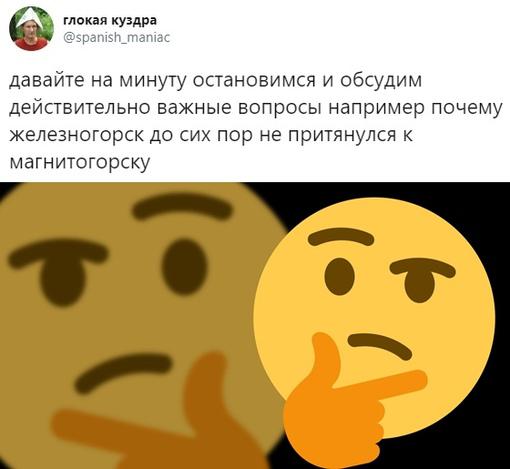 глокая куздра
@spanish_maniac
давайте на минуту остановимся и обсудим
действительно важные вопросы например почему
железногорск до сих пор не притянулся к
магнитогорску